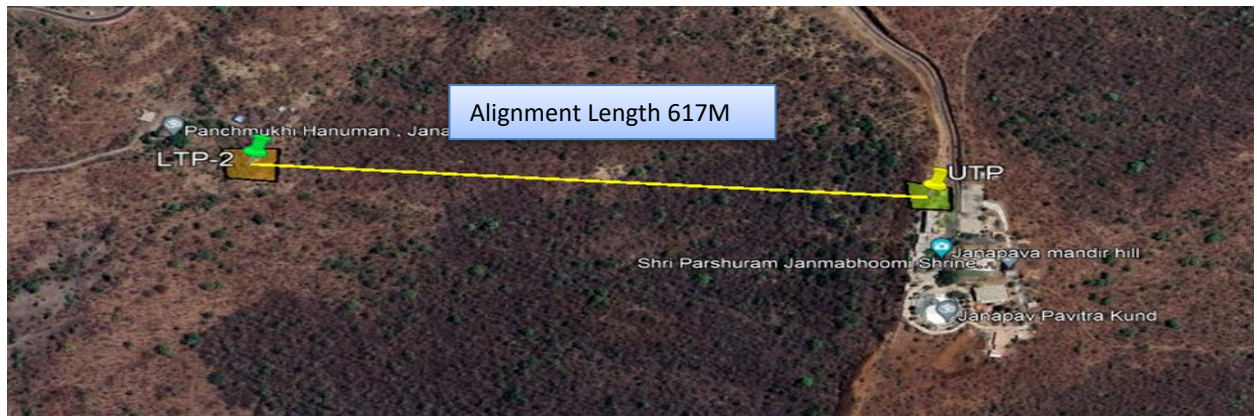 Alignment Length 617M
Panchmukhi Hanuman , Jana
LTP-2
UTP
Janapava mandir hill
Shri Parshuram Janmabhoomi Shrine...
Janapav Pavitra Kund